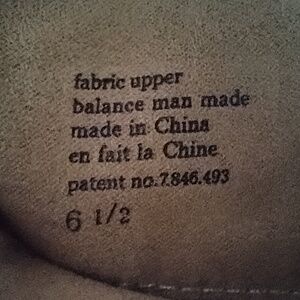 fabric upper
balance man made
made in China
en fait la Chine
patent no.7.846.493
6 1/2